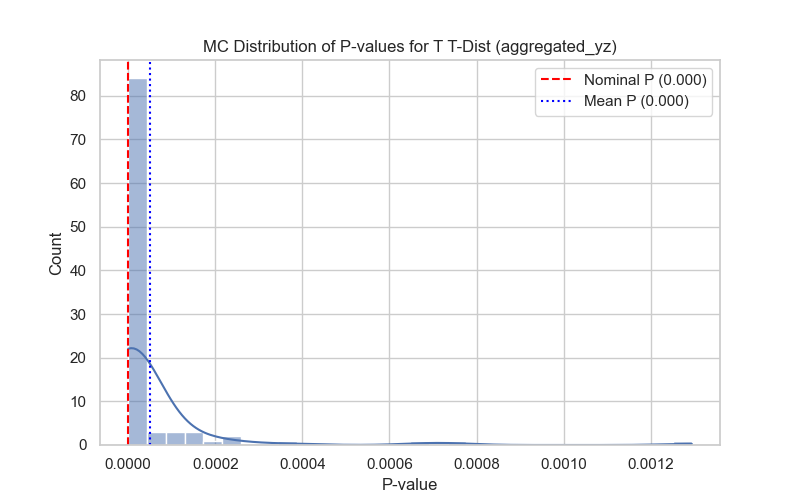 MC Distribution of P-values for T T-Dist (aggregated_yz)
Nominal P (0.000)
Mean P (0.000)
80
70
60
50
40
30
20
10
0
Count
0.0000 0.0002 0.0004 0.0006 0.0008 0.0010 0.0012
P-value